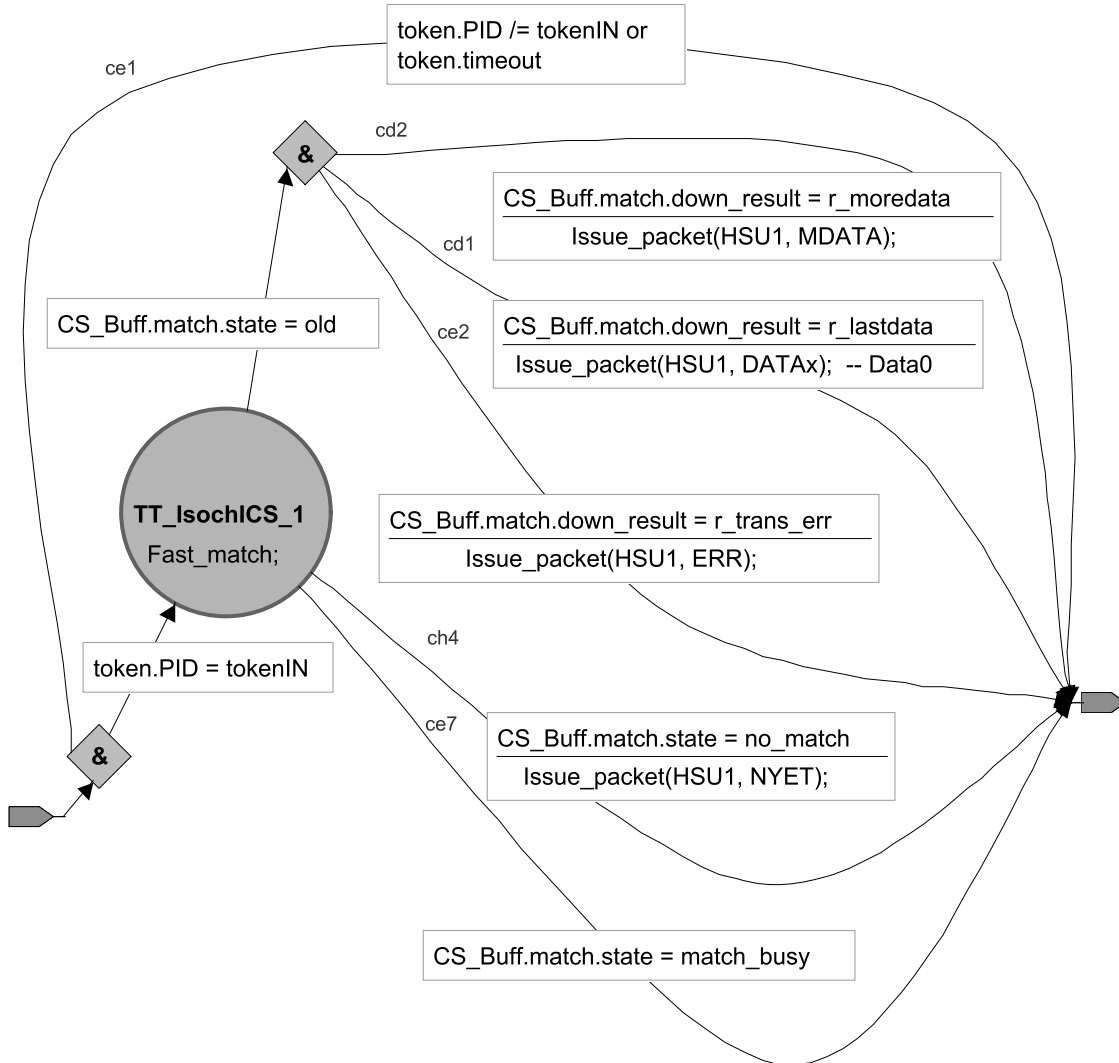 token.PID /= tokenIN or
token.timeout
ce1
cd2
&
CS_Buff.match.down_result = r_moredata
Issue_packet(HSU1, MDATA);
cd1
CS_Buff.match.state = old
ce2
CS_Buff.match.down_result = r_lastdata
Issue_packet(HSU1, DATAx);  -- Data0
TT_IsochICS_1
Fast_match;
CS_Buff.match.down_result = r_trans_err
Issue_packet(HSU1, ERR);
ch4
token.PID = tokenIN
ce7
CS_Buff.match.state = no_match
Issue_packet(HSU1, NYET);
&
CS_Buff.match.state = match_busy